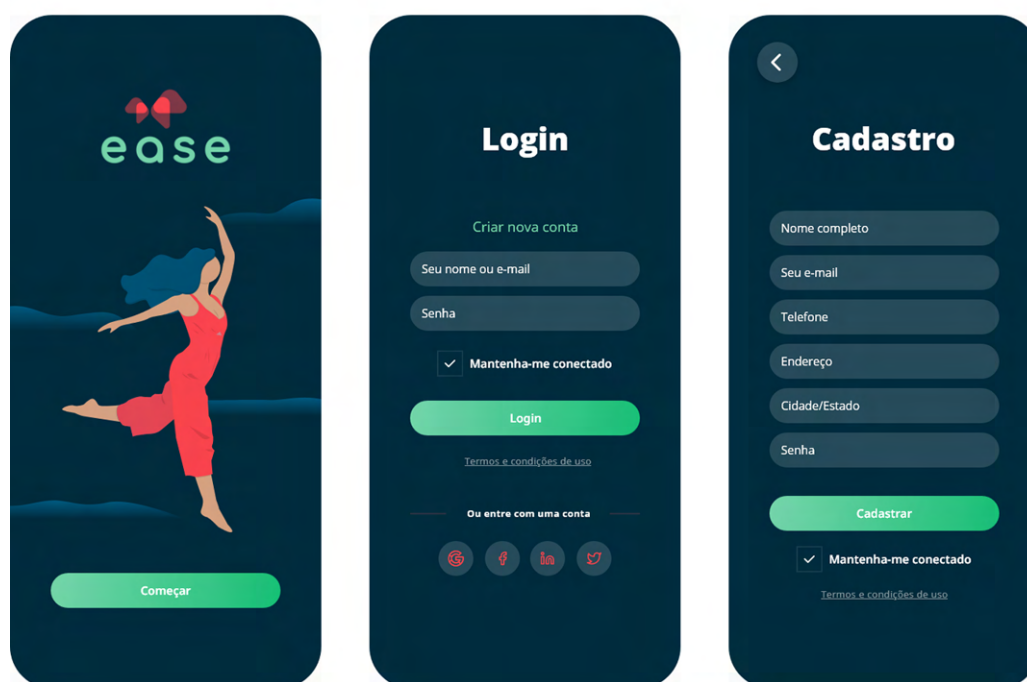 ease
Começar
Login
Criar nova conta
Seu nome ou e-mail
Senha
Mantenha-me conectado
Login
Termos e condições de uso
Ou entre com uma conta
Cadastro
Nome completo
Seu e-mail
Telefone
Endereço
Cidade/Estado
Senha
Cadastrar
Mantenha-me conectado
Termos e condições de uso